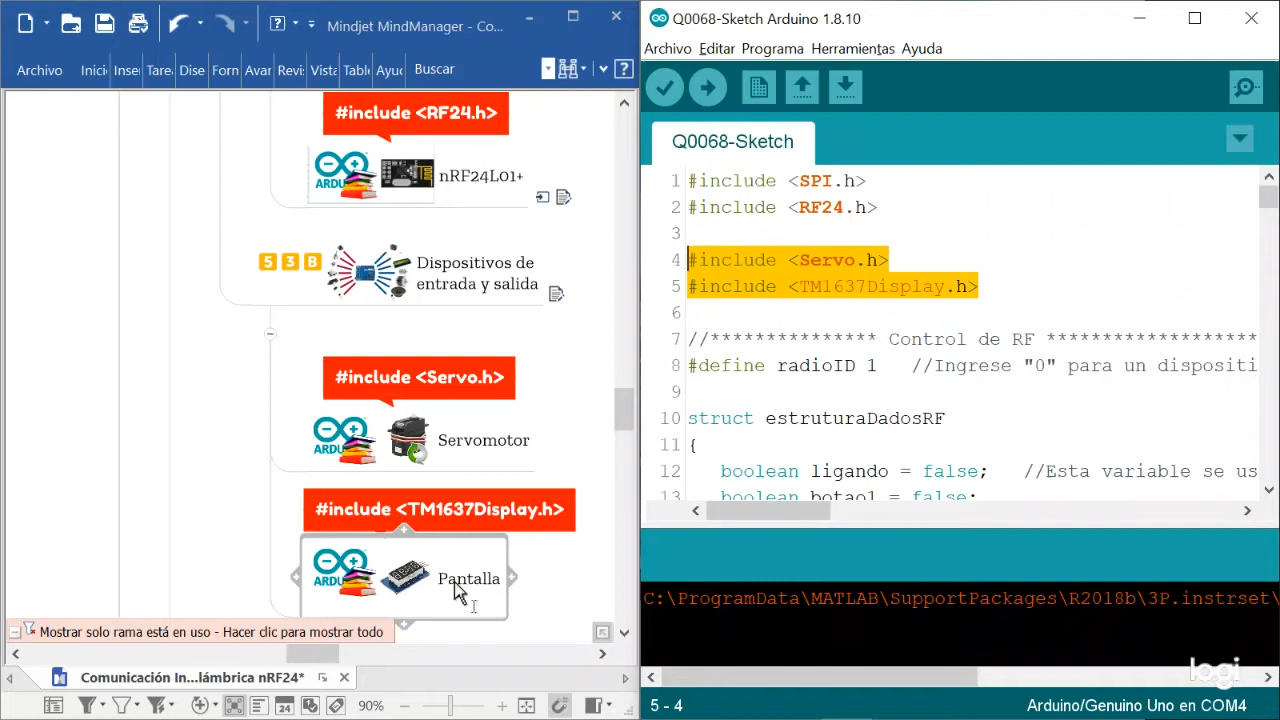 Mindjet MindManager - Co...
Archivo
Inici
Inser
Tarea
Dise
Forn
Avar
Revis
Vista
Table
Ayuc
Buscar
#include <RF24.h>
nRF24L01+
5 3 B
Dispositivos de
entrada y salida
#include <Servo.h>
Servomotor
#include <TM1637Display.h>
Pantalla
Mostrar solo rama está en uso - Hacer clic para mostrar todo
Comunicación In...lámbrica nRF24*
24
90%
Q0068-Sketch Arduino 1.8.10
Archivo Editar Programa Herramientas Ayuda
Q0068-Sketch
1 #include <SPI.h>
2 #include <RF24.h>
3
4 #include <Servo.h>
5 #include <TM1637Display.h>
6
7 //*************** Control de RF *******************
8 #define radioID 1 //Ingrese "0" para un dispositi
9
10 struct estruturaDadosRF
11 {
12 boolean ligando = false; //Esta variable se us
13 boolean botao1 = false;
C:\ProgramData\MATLAB\SupportPackages\R2018b\3P.instrset\
logi
5 - 4
Arduino/Genuino Uno en COM4